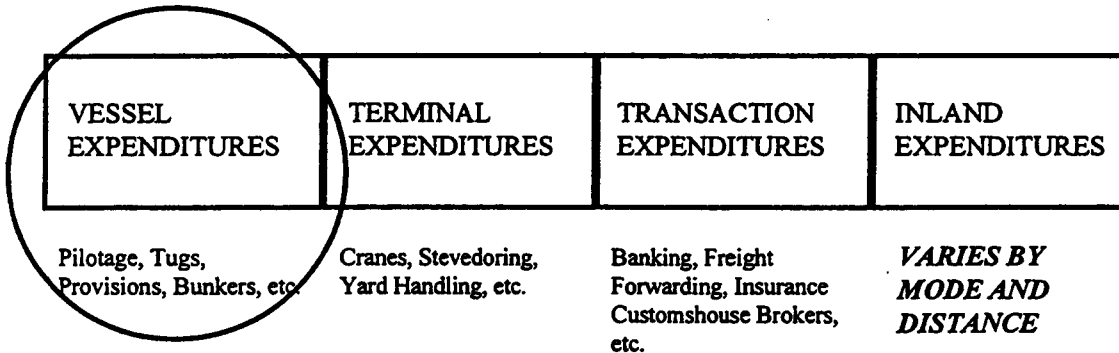 VESSEL
EXPENDITURES
TERMINAL
EXPENDITURES
TRANSACTION
EXPENDITURES
INLAND
EXPENDITURES
Pilotage, Tugs,
Provisions, Bunkers, etc.
Cranes, Stevedoring,
Yard Handling, etc.
Banking, Freight
Forwarding, Insurance
Customshouse Brokers,
etc.
VARIES BY
MODE AND
DISTANCE